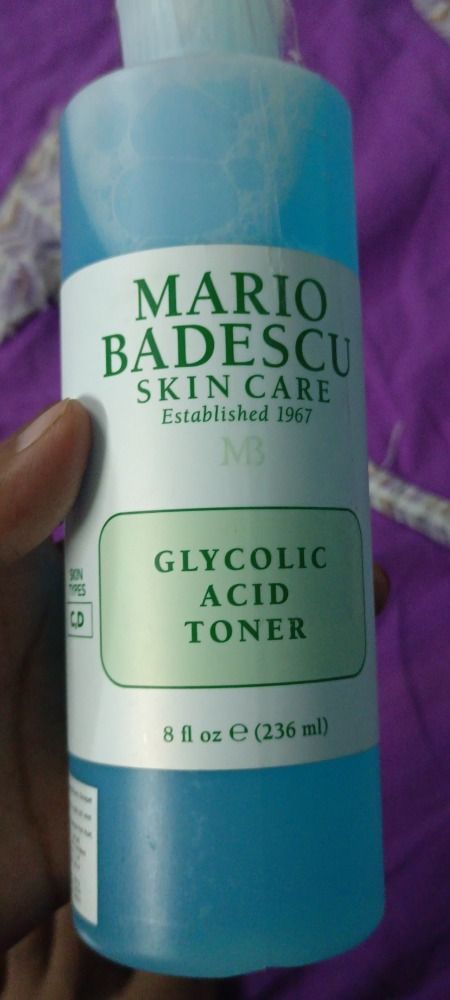 MARIO
BADESCU
SKIN CARE
Established 1967
MB
GLYCOLIC
ACID
TONER
SKIN
TYPES
C,D
8 fl oz ℮ (236 ml)